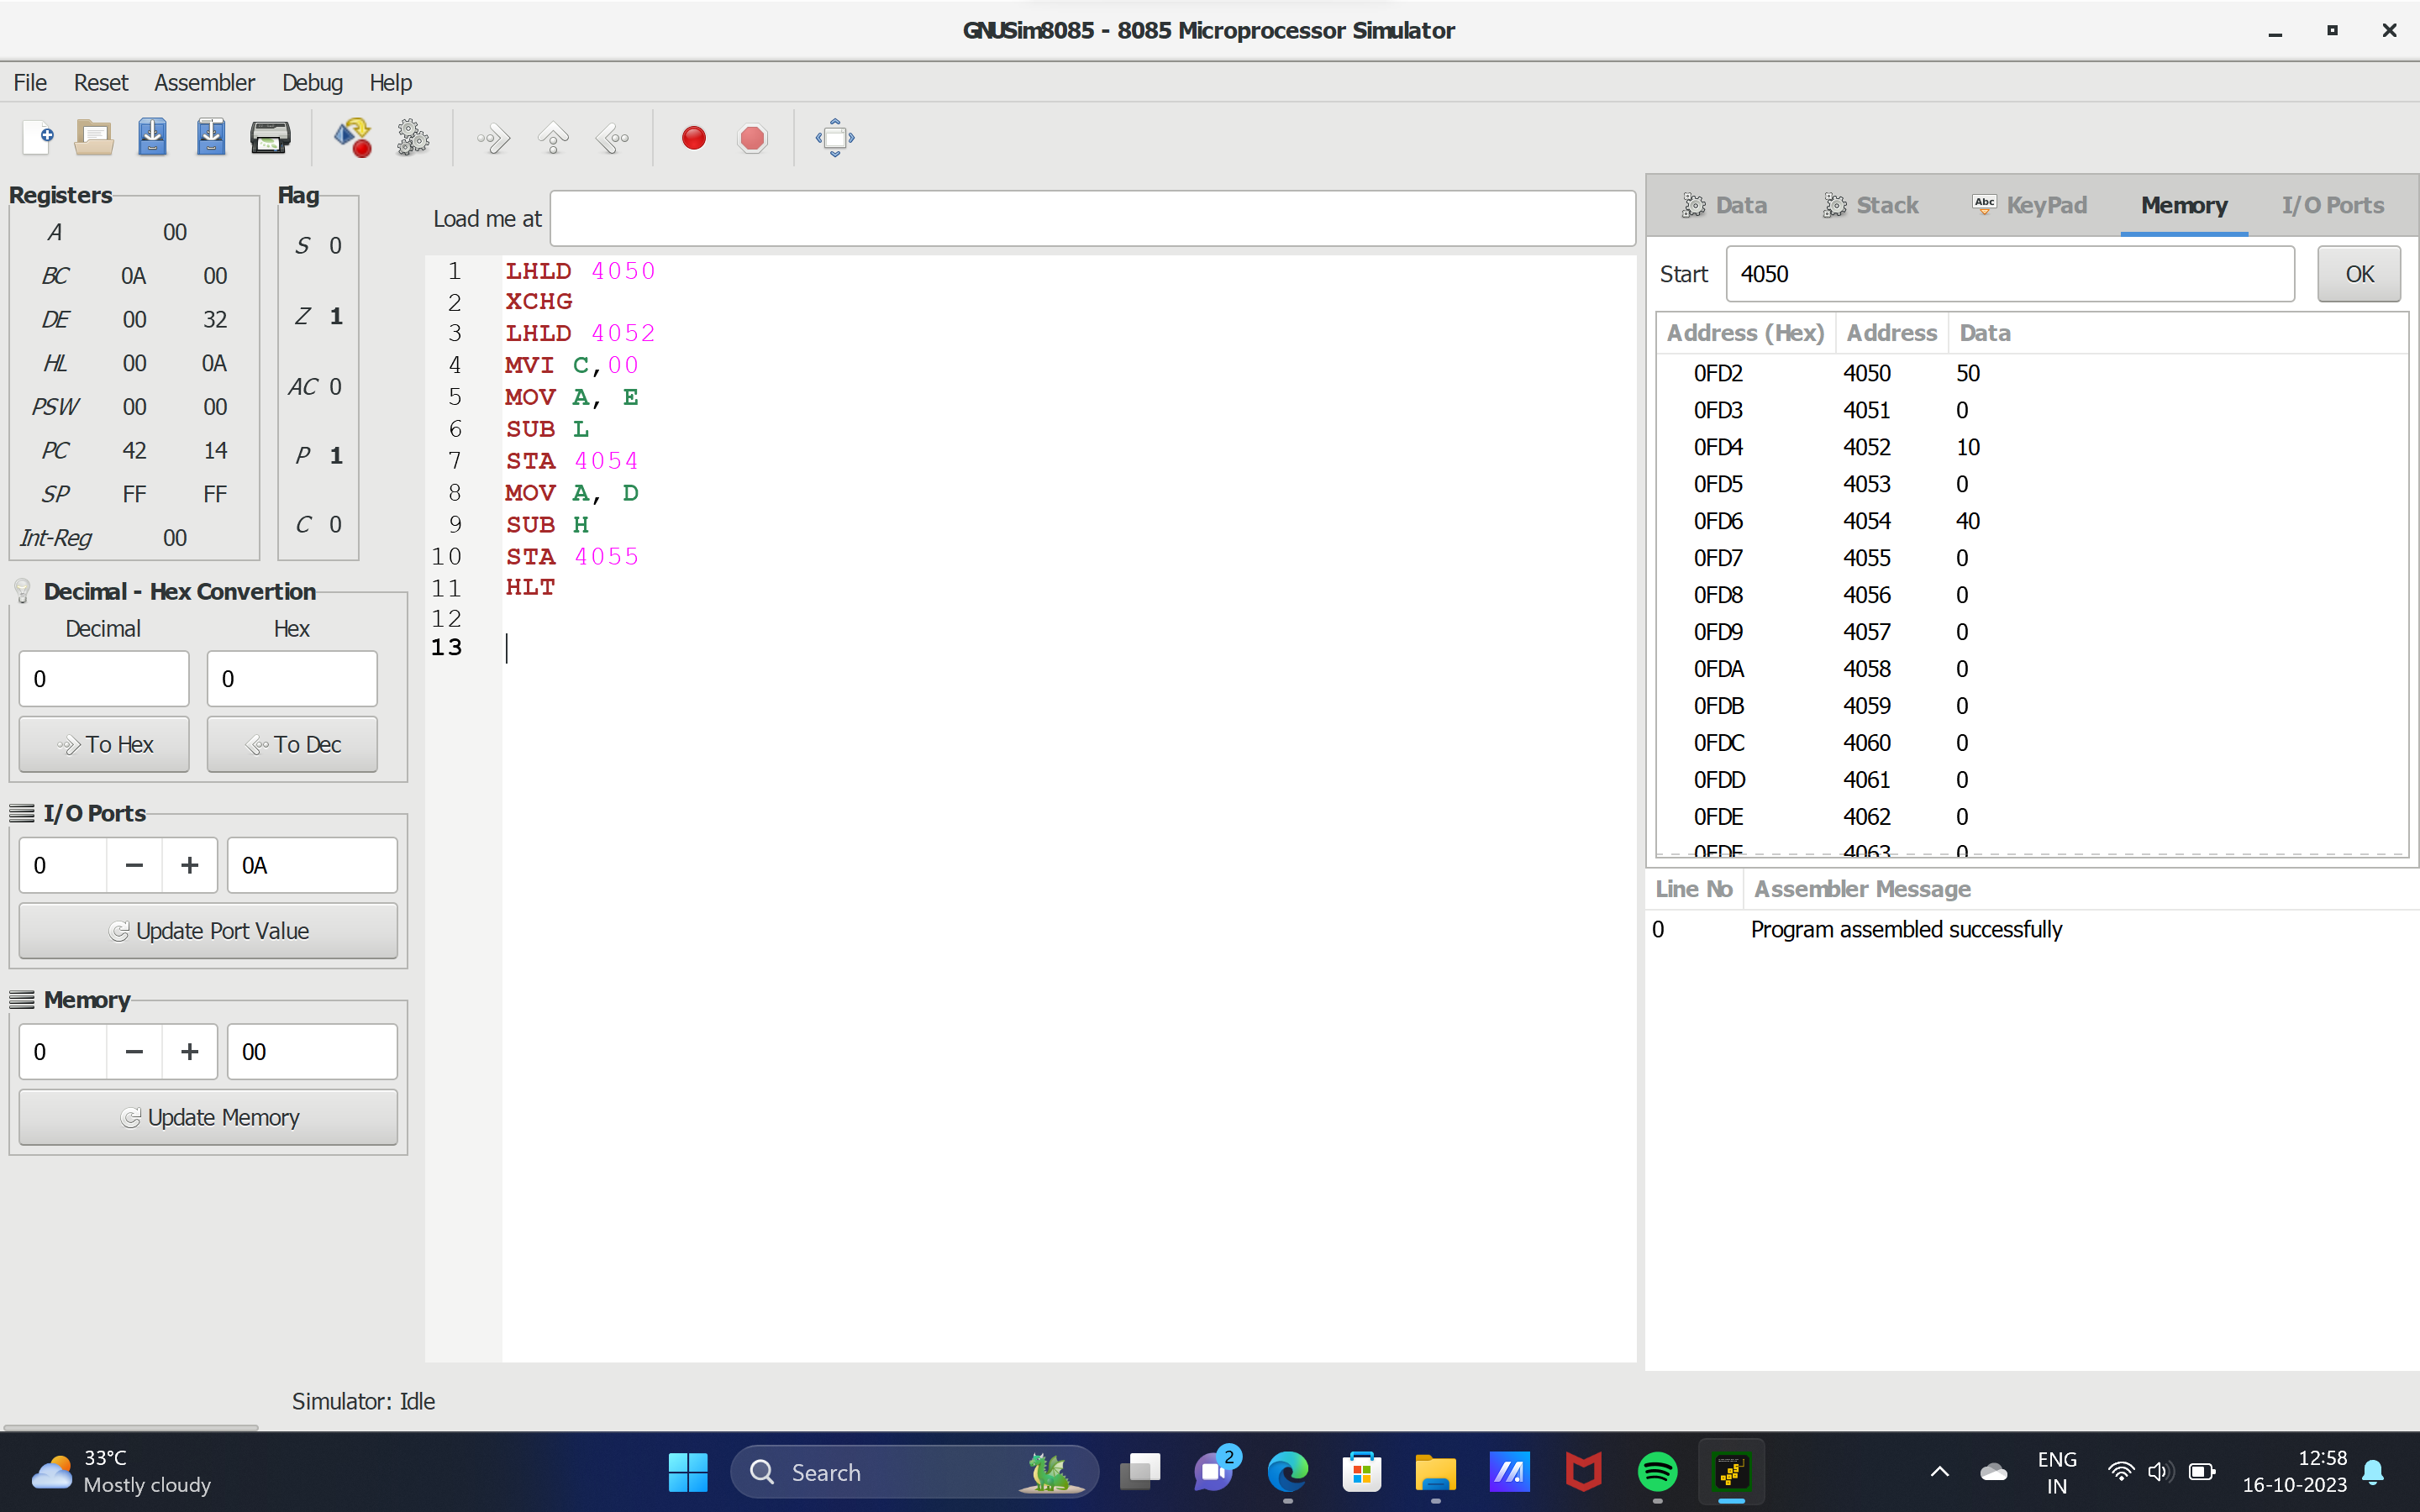 GNUSim8085 - 8085 Microprocessor Simulator
File Reset Assembler Debug Help
Registers
A 00
BC 0A 00
DE 00 32
HL 00 0A
PSW 00 00
PC 42 14
SP FF FF
Int-Reg 00
Flag
S 0
Z 1
AC 0
P 1
C 0
Decimal - Hex Convertion
Decimal Hex
0 0
To Hex To Dec
I/O Ports
0 − + 0A
Update Port Value
Memory
0 − + 00
Update Memory
Load me at
1 LHLD 4050
2 XCHG
3 LHLD 4052
4 MVI C,00
5 MOV A, E
6 SUB L
7 STA 4054
8 MOV A, D
9 SUB H
10 STA 4055
11 HLT
12
13
Data Stack Abc KeyPad Memory I/O Ports
Start 4050 OK
Address (Hex) Address Data
0FD2 4050 50
0FD3 4051 0
0FD4 4052 10
0FD5 4053 0
0FD6 4054 40
0FD7 4055 0
0FD8 4056 0
0FD9 4057 0
0FDA 4058 0
0FDB 4059 0
0FDC 4060 0
0FDD 4061 0
0FDE 4062 0
0FDF 4063 0
Line No Assembler Message
0 Program assembled successfully
Simulator: Idle
33°C
Mostly cloudy
Search
2
ENG
IN
12:58
16-10-2023